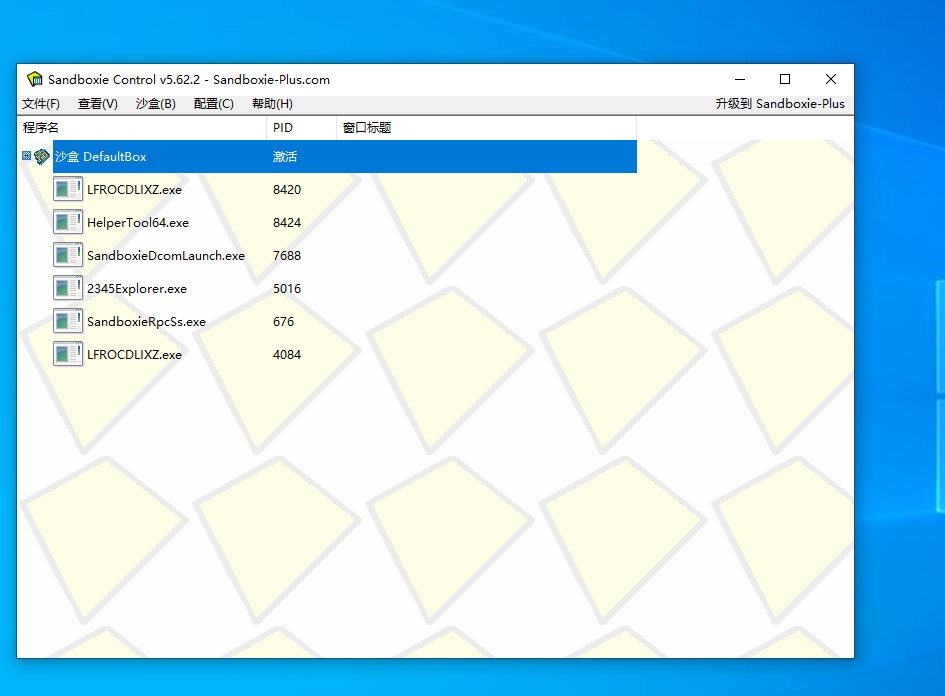 Sandboxie Control v5.62.2 - Sandboxie-Plus.com
文件(F) 查看(V) 沙盒(B) 配置(C) 帮助(H) 升级到 Sandboxie-Plus
程序名 PID 窗口标题
沙盒 DefaultBox 激活
LFROCDLIXZ.exe 8420
HelperTool64.exe 8424
SandboxieDcomLaunch.exe 7688
2345Explorer.exe 5016
SandboxieRpcSs.exe 676
LFROCDLIXZ.exe 4084